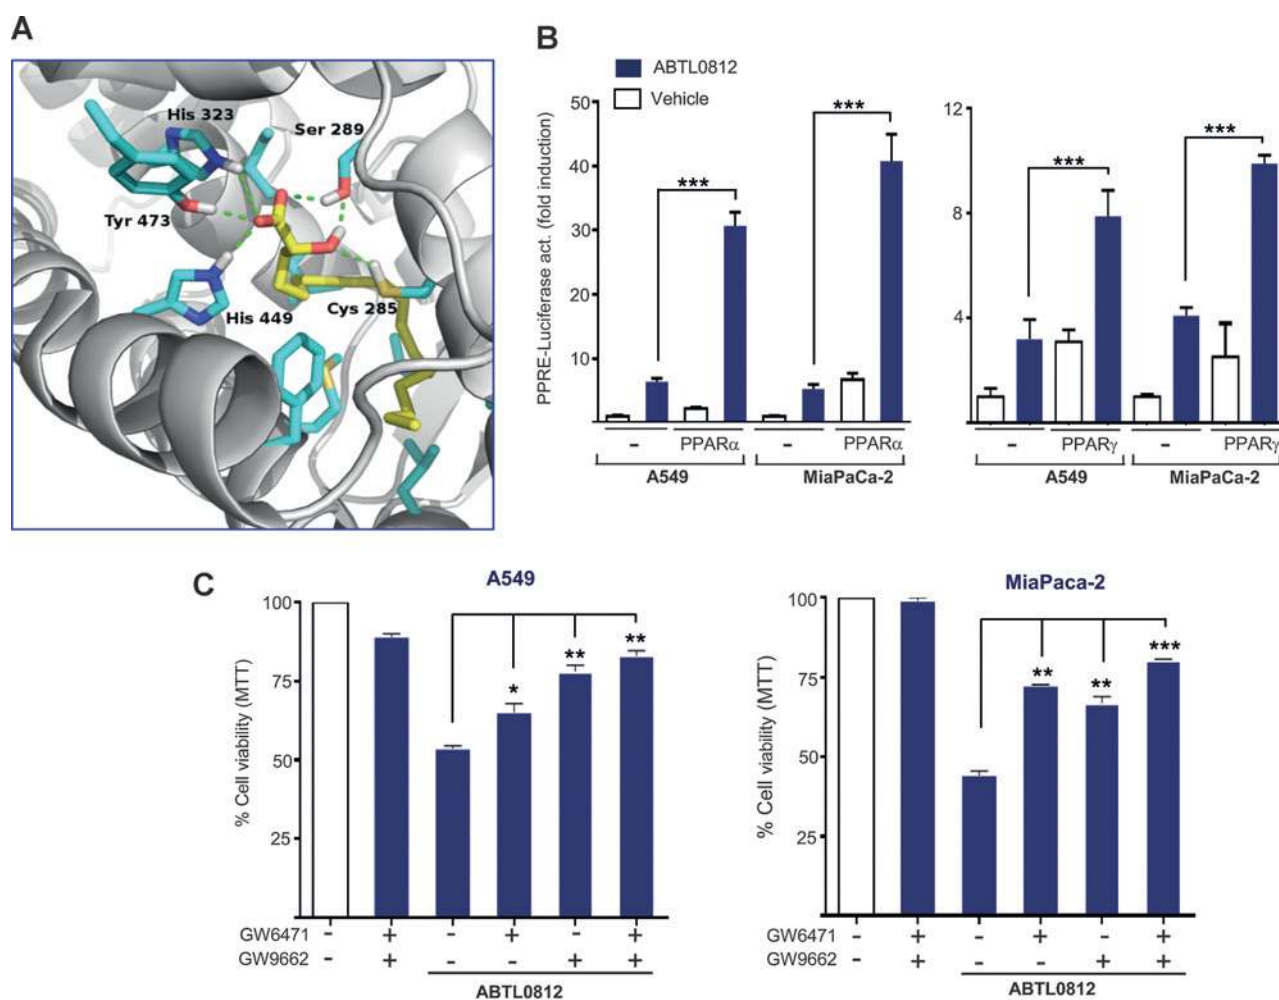 A
His 323
Ser 289
Tyr 473
His 449
Cys 285
B
ABTL0812
Vehicle
PPRE-Luciferase act. (fold induction)
50
40
30
20
10
***
***
- PPARα - PPARα
A549 MiaPaCa-2
12
8
4
***
***
- PPARγ - PPARγ
A549 MiaPaCa-2
C
A549
% Cell viability (MTT)
100
75
50
25
* ** **
GW6471 - + - + - +
GW9662 - + - - + +
ABTL0812
MiaPaca-2
% Cell viability (MTT)
100
75
50
25
** ** ***
GW6471 - + - + - +
GW9662 - + - - + +
ABTL0812